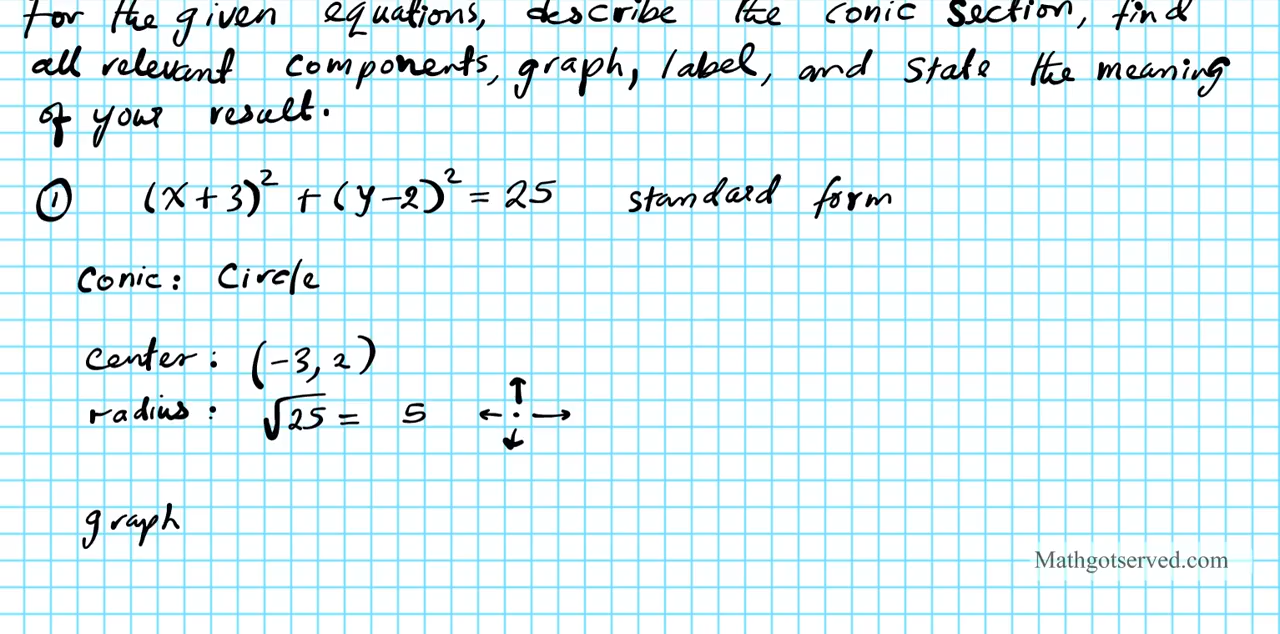 For the given equations, describe the conic section, find
all relevant components, graph, label, and state the meaning
of your result.
① (x+3)² + (y-2)² = 25 standard form
Conic: Circle
center: (-3, 2)
radius: √25 = 5
graph
Mathgotserved.com